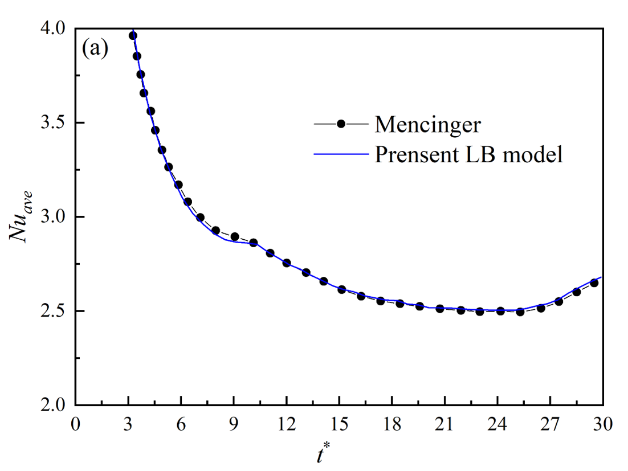 (a)
4.0
3.5
3.0
2.5
2.0
Nu_ave
Mencinger
Prensent LB model
0 3 6 9 12 15 18 21 24 27 30
t*